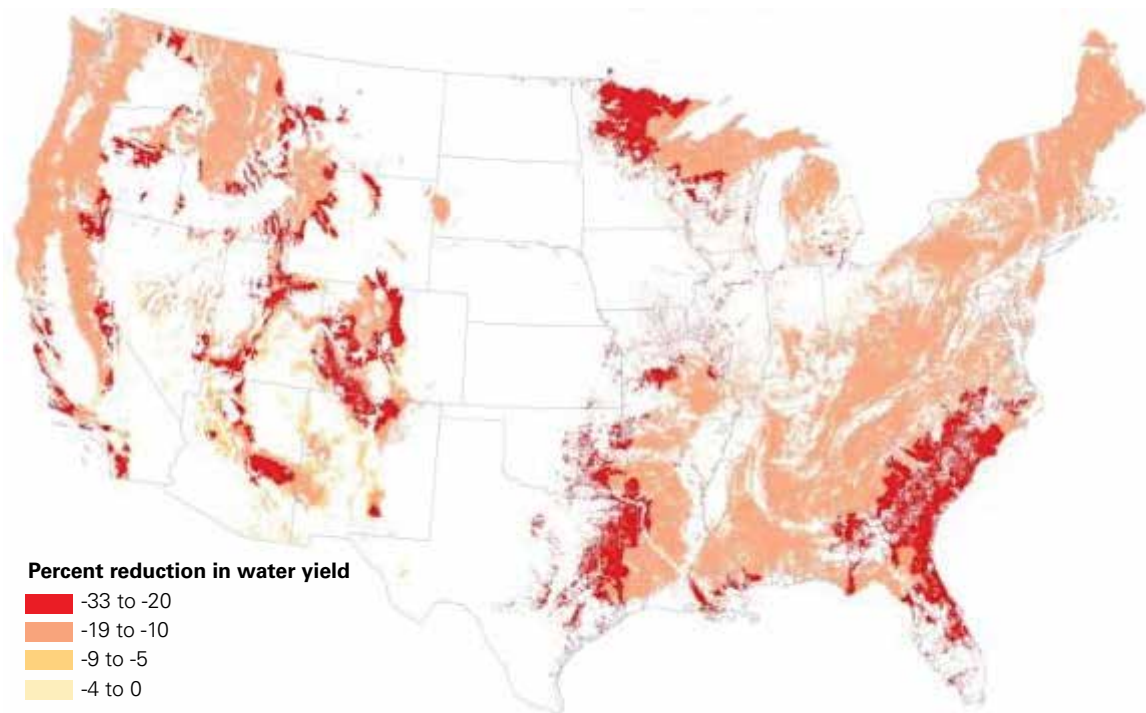 Percent reduction in water yield
-33 to -20
-19 to -10
-9 to -5
-4 to 0